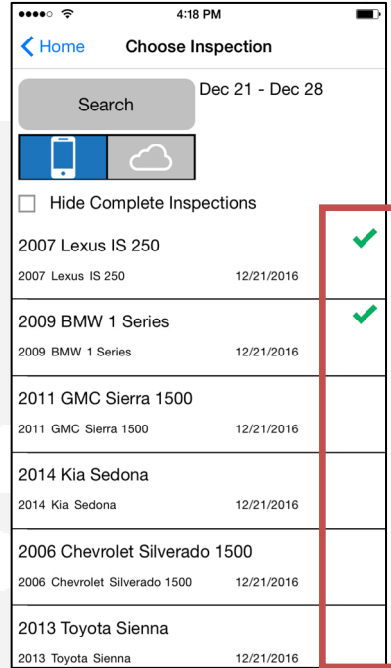 4:18 PM
Home Choose Inspection
Search Dec 21 - Dec 28
Hide Complete Inspections
2007 Lexus IS 250
2007 Lexus IS 250 12/21/2016
2009 BMW 1 Series
2009 BMW 1 Series 12/21/2016
2011 GMC Sierra 1500
2011 GMC Sierra 1500 12/21/2016
2014 Kia Sedona
2014 Kia Sedona 12/21/2016
2006 Chevrolet Silverado 1500
2006 Chevrolet Silverado 1500 12/21/2016
2013 Toyota Sienna
2013 Toyota Sienna 12/21/2016